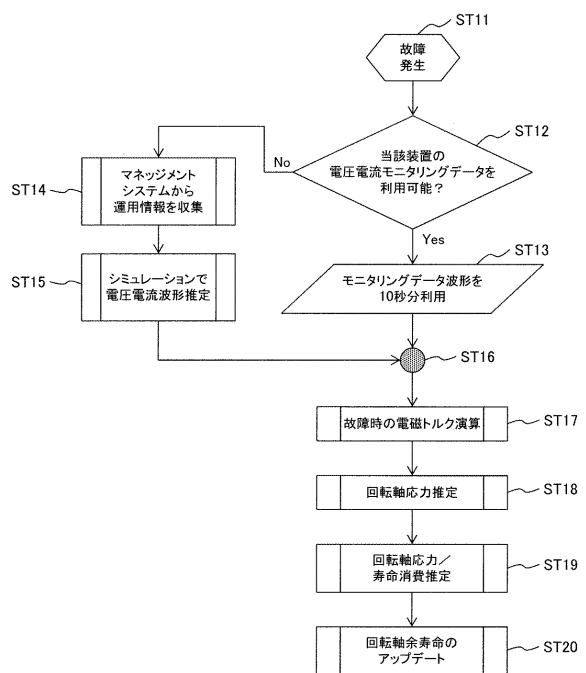 ST11
故障
発生
ST12
当該装置の
電圧電流モニタリングデータを
利用可能？
No
Yes
ST14
マネッジメント
システムから
運用情報を収集
ST13
モニタリングデータ波形を
10秒分利用
ST15
シミュレーションで
電圧電流波形推定
ST16
故障時の電磁トルク演算
ST17
回転軸応力推定
ST18
回転軸応力／
寿命消費推定
ST19
回転軸余寿命の
アップデート
ST20